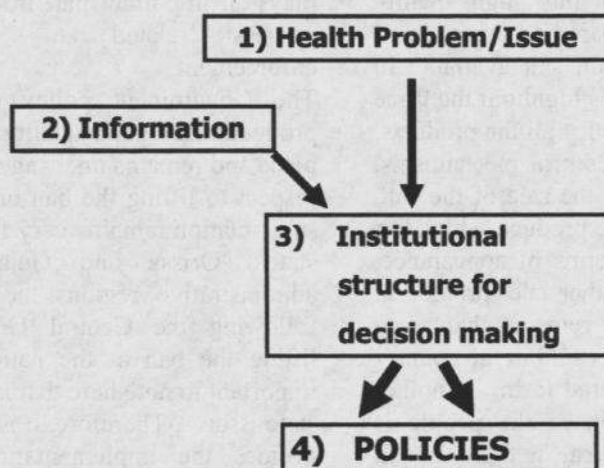 1) Health Problem/Issue
2) Information
3) Institutional
structure for
decision making
4) POLICIES